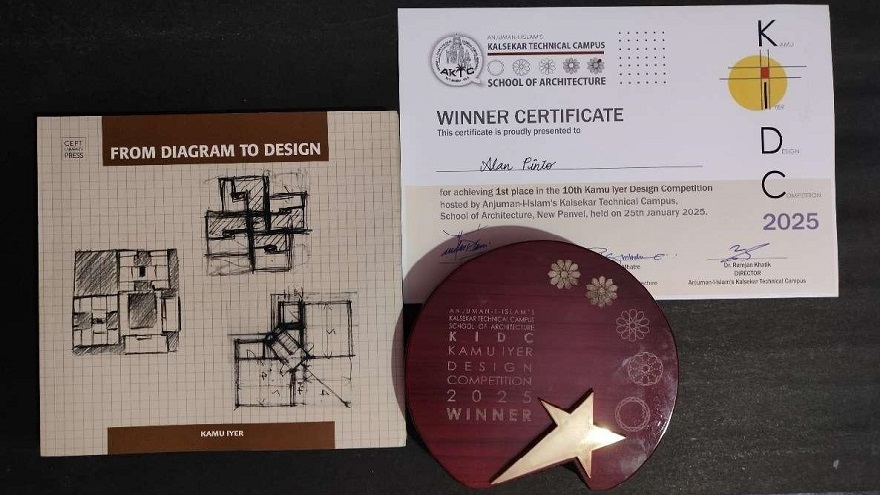 CEPT
UNIVERSITY
PRESS
FROM DIAGRAM TO DESIGN
KAMU IYER
ANJUMAN-I-ISLAM'S
KALSEKAR TECHNICAL CAMPUS
AKTC
SCHOOL OF ARCHITECTURE
WINNER CERTIFICATE
This certificate is proudly presented to
Alan Pinto
for achieving 1st place in the 10th Kamu Iyer Design Competition
hosted by Anjuman-I-Islam's Kalsekar Technical Campus,
School of Architecture, New Panvel, held on 25th January 2025.
Dr. Ramjan Khatik
DIRECTOR
Anjuman-I-Islam's Kalsekar Technical Campus
KAMU
IYER
DESIGN
COMPETITION
2025
ANJUMAN-I-ISLAM'S
KALSEKAR TECHNICAL CAMPUS
SCHOOL OF ARCHITECTURE
KIDC
KAMU IYER
DESIGN
COMPETITION
2025
WINNER